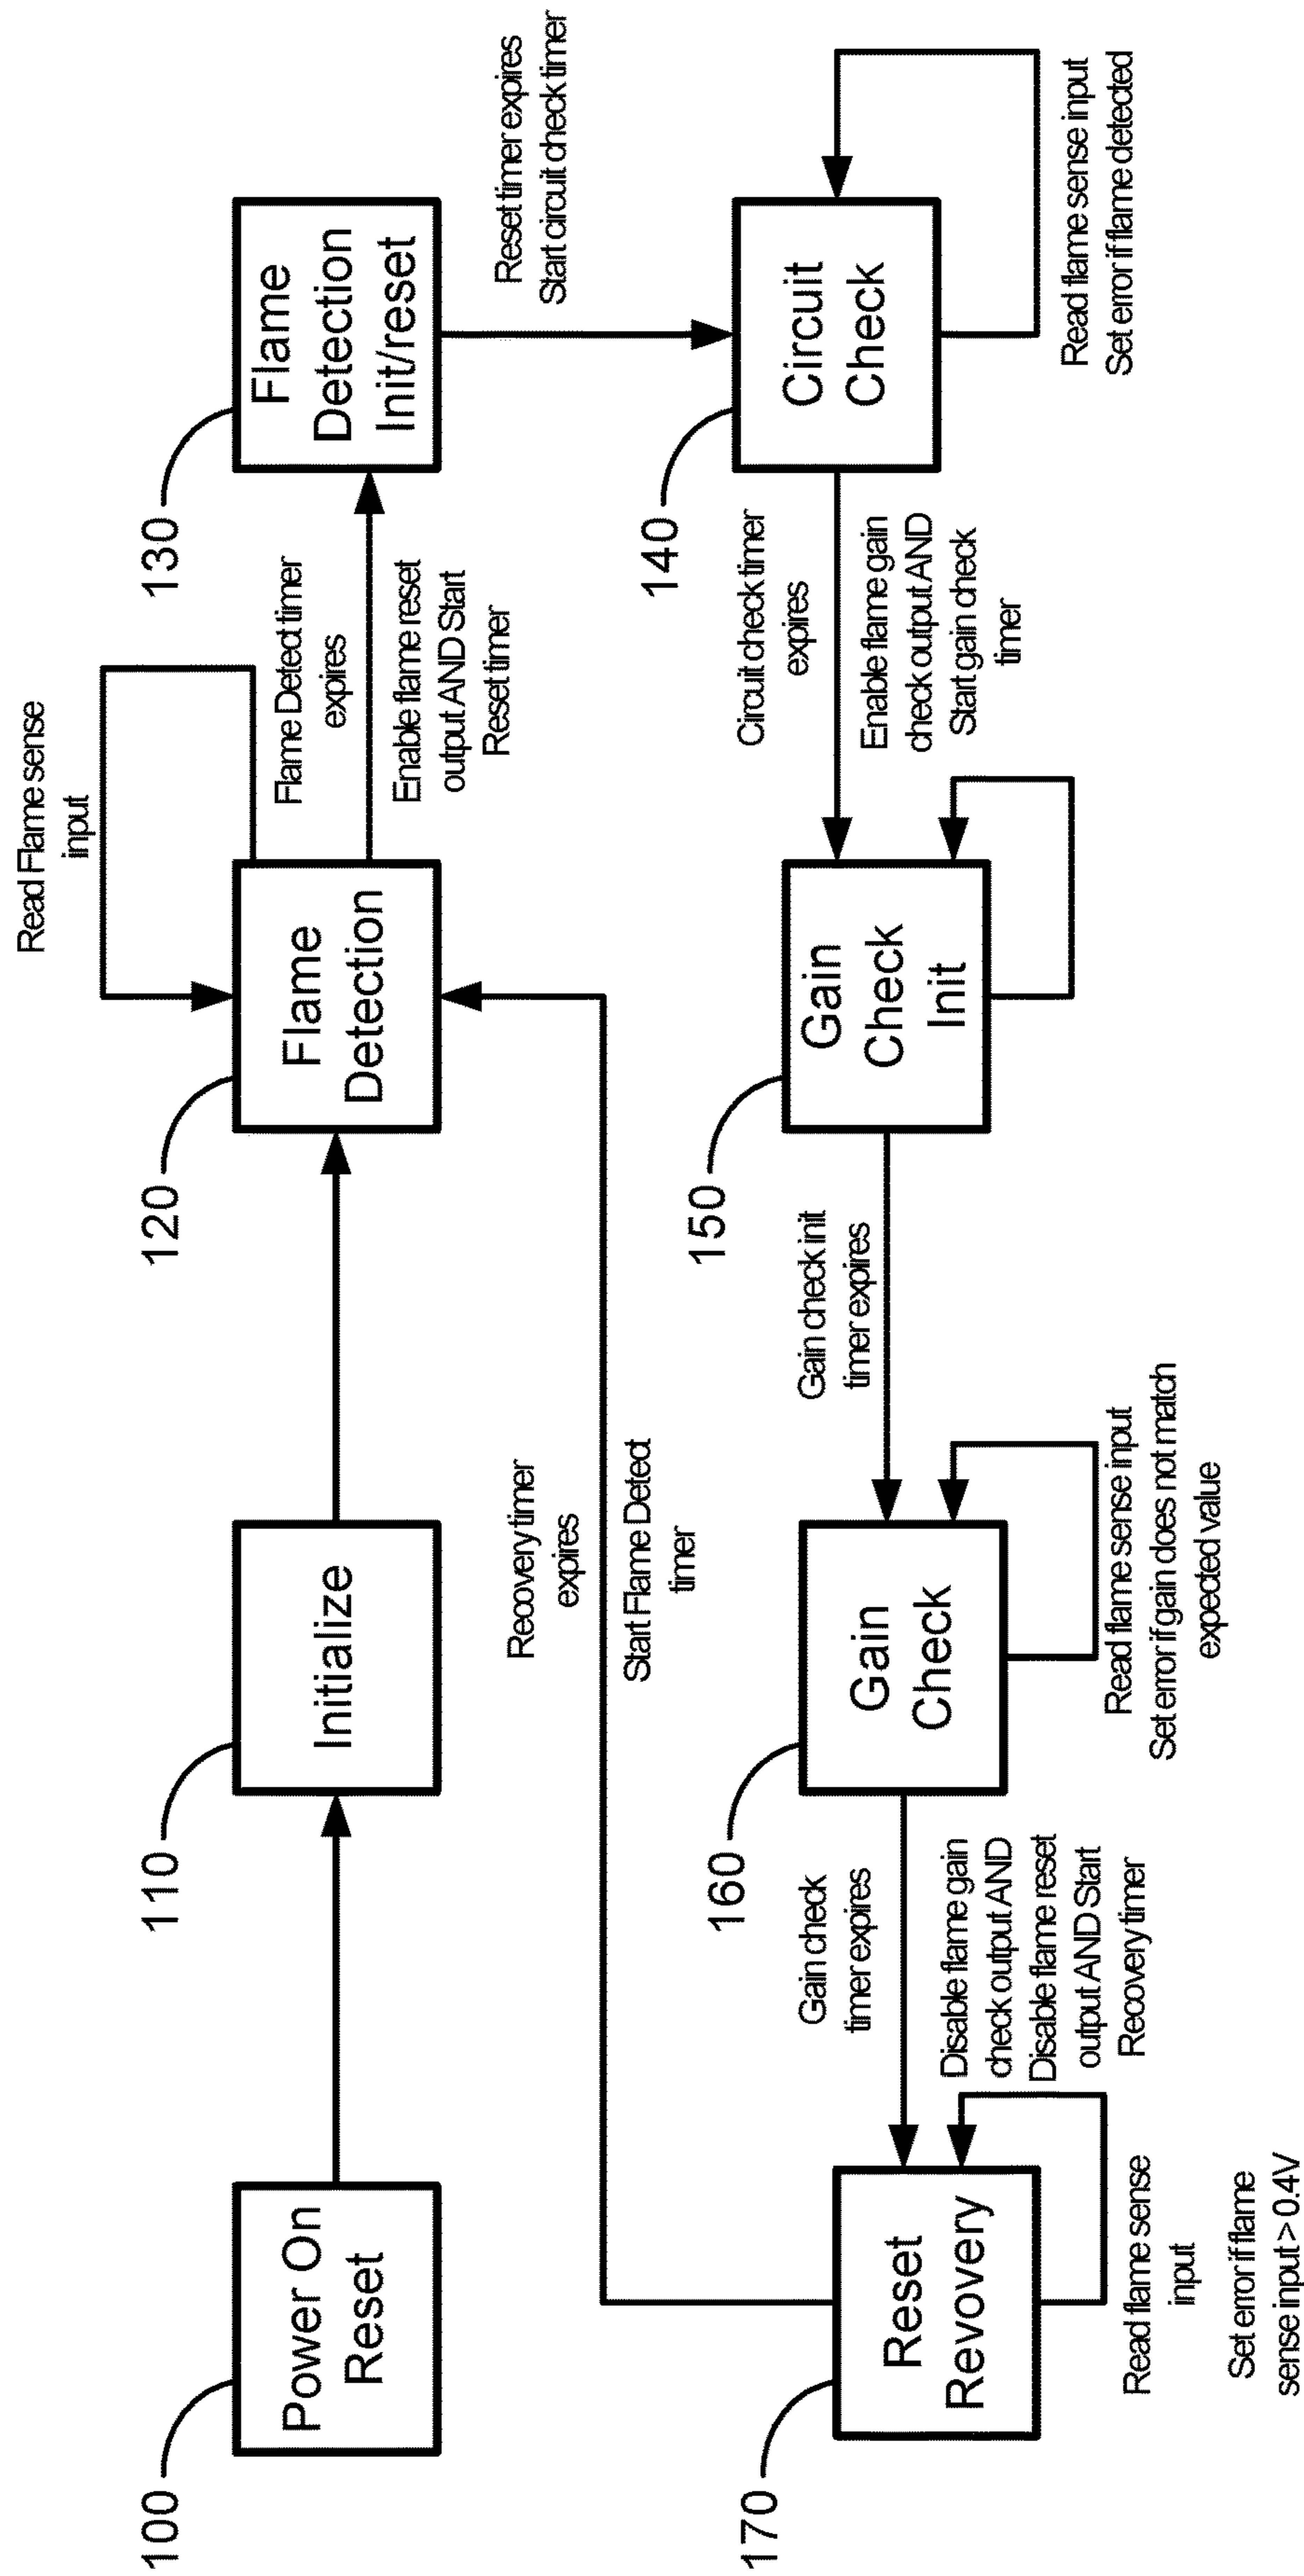 100
Power On
Reset
110
Initialize
120
Flame
Detection
Read Flame sense
input
Flame Detect timer
expires
Enable flame reset
output AND Start
Reset timer
130
Flame
Detection
Init/reset
Reset timer expires
Start circuit check timer
140
Circuit
Check
Read flame sense input
Set error if flame detected
Circuit check timer
expires
Enable flame gain
check output AND
Start gain check
timer
150
Gain
Check
Init
Gain check init
timer expires
160
Gain
Check
Read flame sense input
Set error if gain does not match
expected value
Gain check
timer expires
Disable flame gain
check output AND
Disable flame reset
output AND Start
Recovery timer
170
Reset
Revovery
Read flame sense
input
Set error if flame
sense input > 0.4V
Recovery timer
expires
Start Flame Detect
timer